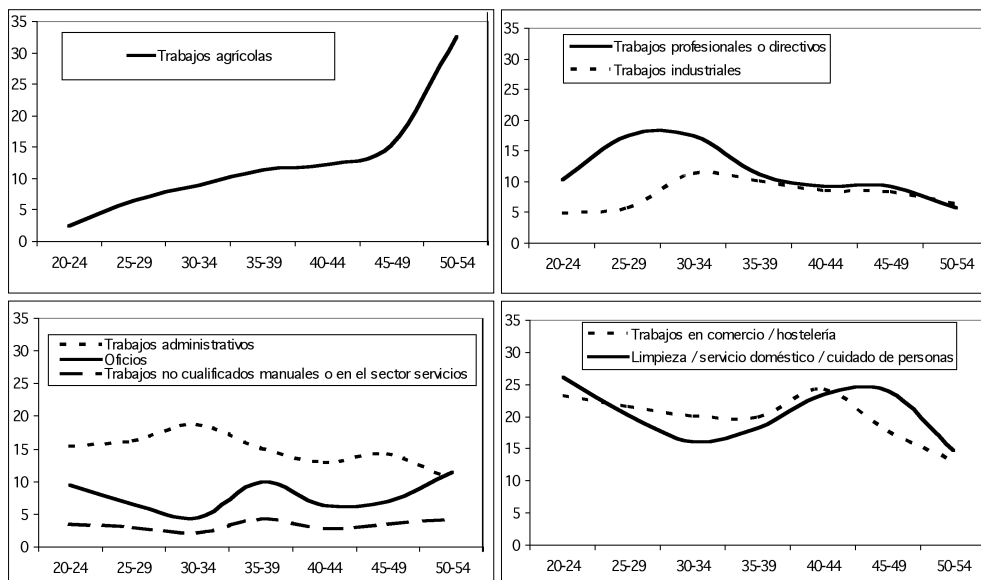 35
30
25
20
15
10
5
0
Trabajos agrícolas
20-24 25-29 30-34 35-39 40-44 45-49 50-54
35
30
25
20
15
10
5
0
Trabajos profesionales o directivos
Trabajos industriales
20-24 25-29 30-34 35-39 40-44 45-49 50-54
35
30
25
20
15
10
5
0
Trabajos administrativos
Oficios
Trabajos no cualificados manuales o en el sector servicios
20-24 25-29 30-34 35-39 40-44 45-49 50-54
35
30
25
20
15
10
5
0
Trabajos en comercio / hostelería
Limpieza / servicio doméstico / cuidado de personas
20-24 25-29 30-34 35-39 40-44 45-49 50-54